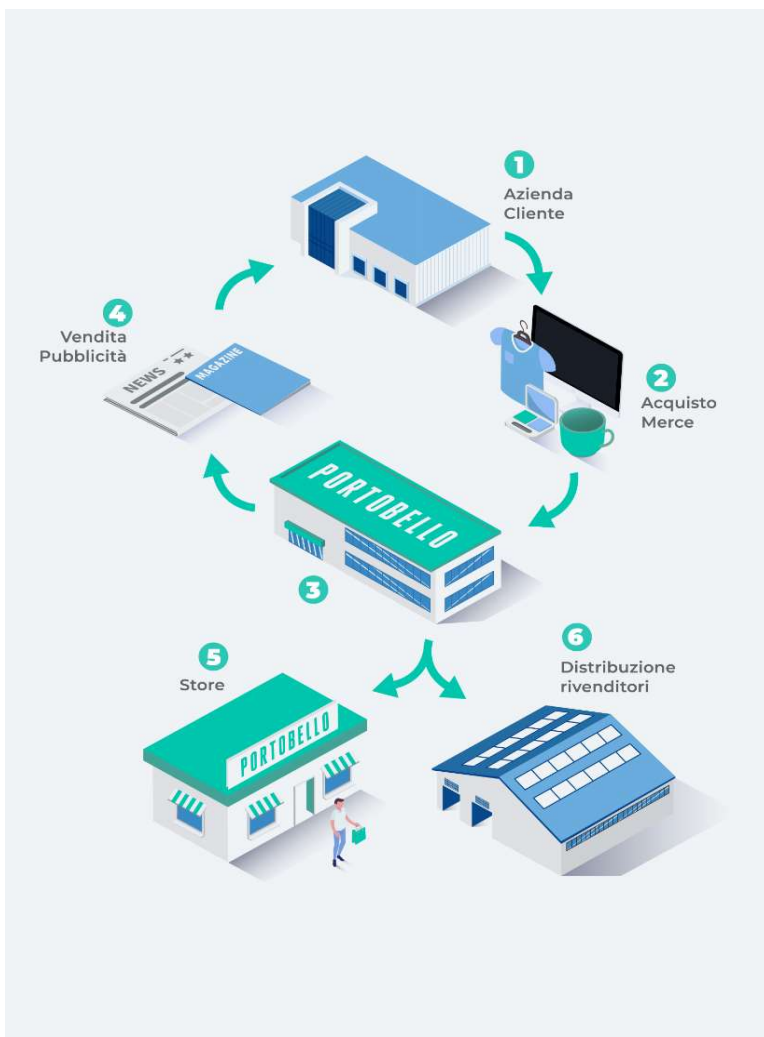 1
Azienda
Cliente
2
Acquisto
Merce
PORTOBELLO
3
4
Vendita
Pubblicità
NEWS
MAGAZINE
5
Store
PORTOBELLO
6
Distribuzione
rivenditori